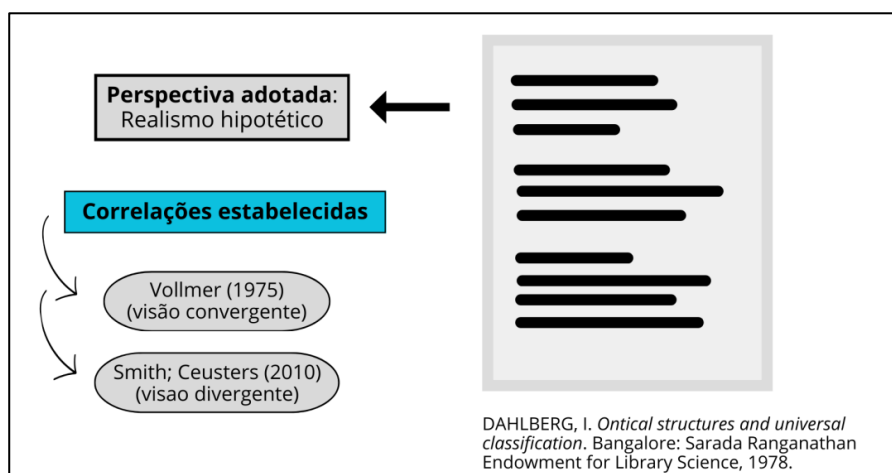 Perspectiva adotada:
Realismo hipotético
Correlações estabelecidas
Vollmer (1975)
(visão convergente)
Smith; Ceusters (2010)
(visao divergente)
DAHLBERG, I. Ontical structures and universal
classification. Bangalore: Sarada Ranganathan
Endowment for Library Science, 1978.